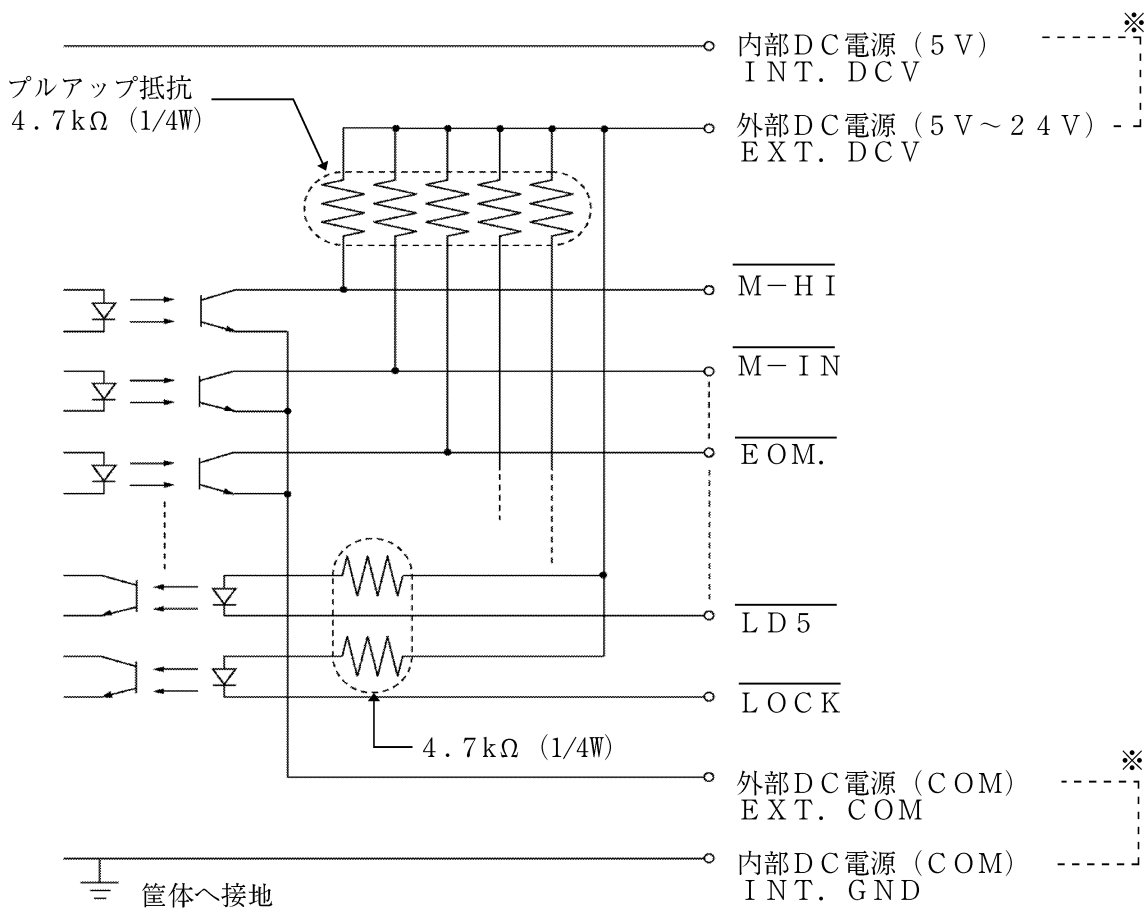 ※
内部ＤＣ電源（５Ｖ）
ＩＮＴ．ＤＣＶ
プルアップ抵抗
４.７kΩ (1/4W)
外部ＤＣ電源（５Ｖ～２４Ｖ）
ＥＸＴ．ＤＣＶ
Ｍ－ＨＩ
Ｍ－ＩＮ
ＥＯＭ.
ＬＤ５
ＬＯＣＫ
４.７kΩ (1/4W)
※
外部ＤＣ電源（ＣＯＭ）
ＥＸＴ．ＣＯＭ
内部ＤＣ電源（ＣＯＭ）
ＩＮＴ．ＧＮＤ
筐体へ接地